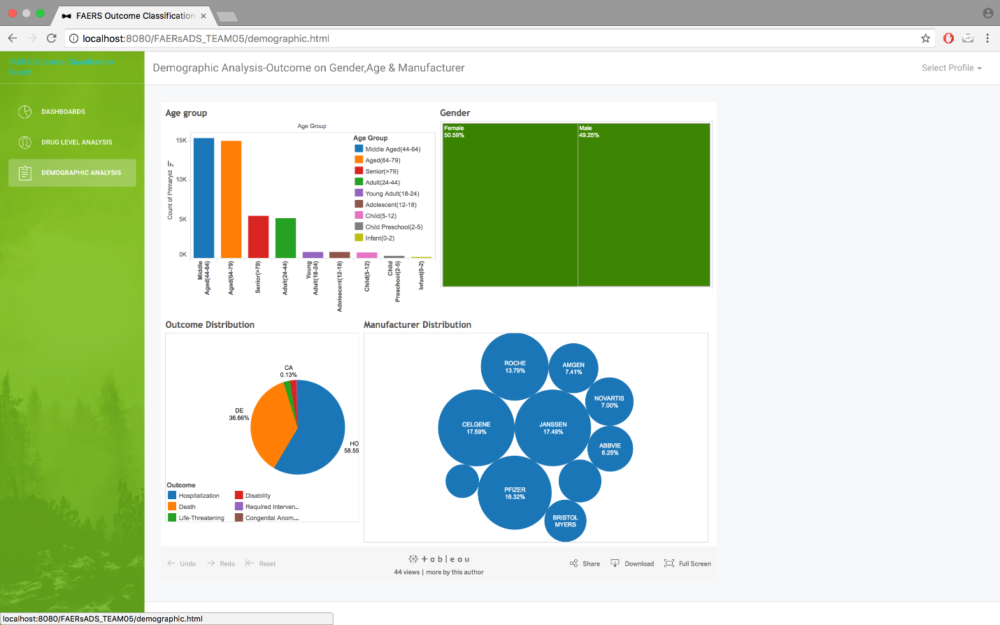 FAERS Outcome Classification
localhost:8080/FAERsADS_TEAM05/demographic.html
FAERS Outcome Classification-
Team5
DASHBOARDS
DRUG LEVEL ANALYSIS
DEMOGRAPHIC ANALYSIS
Demographic Analysis-Outcome on Gender,Age & Manufacturer
Select Profile
Age group
Age Group
Count of PrimaryId
15K
10K
5K
0K
Middle
Aged(44-64)
Aged(64-79)
Senior(>79)
Adult(24-44)
Young
Adult(18-24)
Adolescent(12-18)
Child(5-12)
Child
Preschool(2-5)
Infant(0-2)
Age Group
Middle Aged(44-64)
Aged(64-79)
Senior(>79)
Adult(24-44)
Young Adult(18-24)
Adolescent(12-18)
Child(5-12)
Child Preschool(2-5)
Infant(0-2)
Gender
Female
50.59%
Male
49.25%
Outcome Distribution
CA
0.13%
DE
36.66%
HO
58.55
Outcome
Hospitalization
Death
Life-Threatening
Disability
Required Interven..
Congenital Anom...
Manufacturer Distribution
ROCHE
13.79%
AMGEN
7.41%
NOVARTIS
7.00%
CELGENE
17.59%
JANSSEN
17.49%
ABBVIE
6.25%
PFIZER
16.32%
BRISTOL
MYERS
Undo
Redo
Reset
+ableau
44 views | more by this author
Share
Download
Full Screen
localhost:8080/FAERsADS_TEAM05/demographic.html